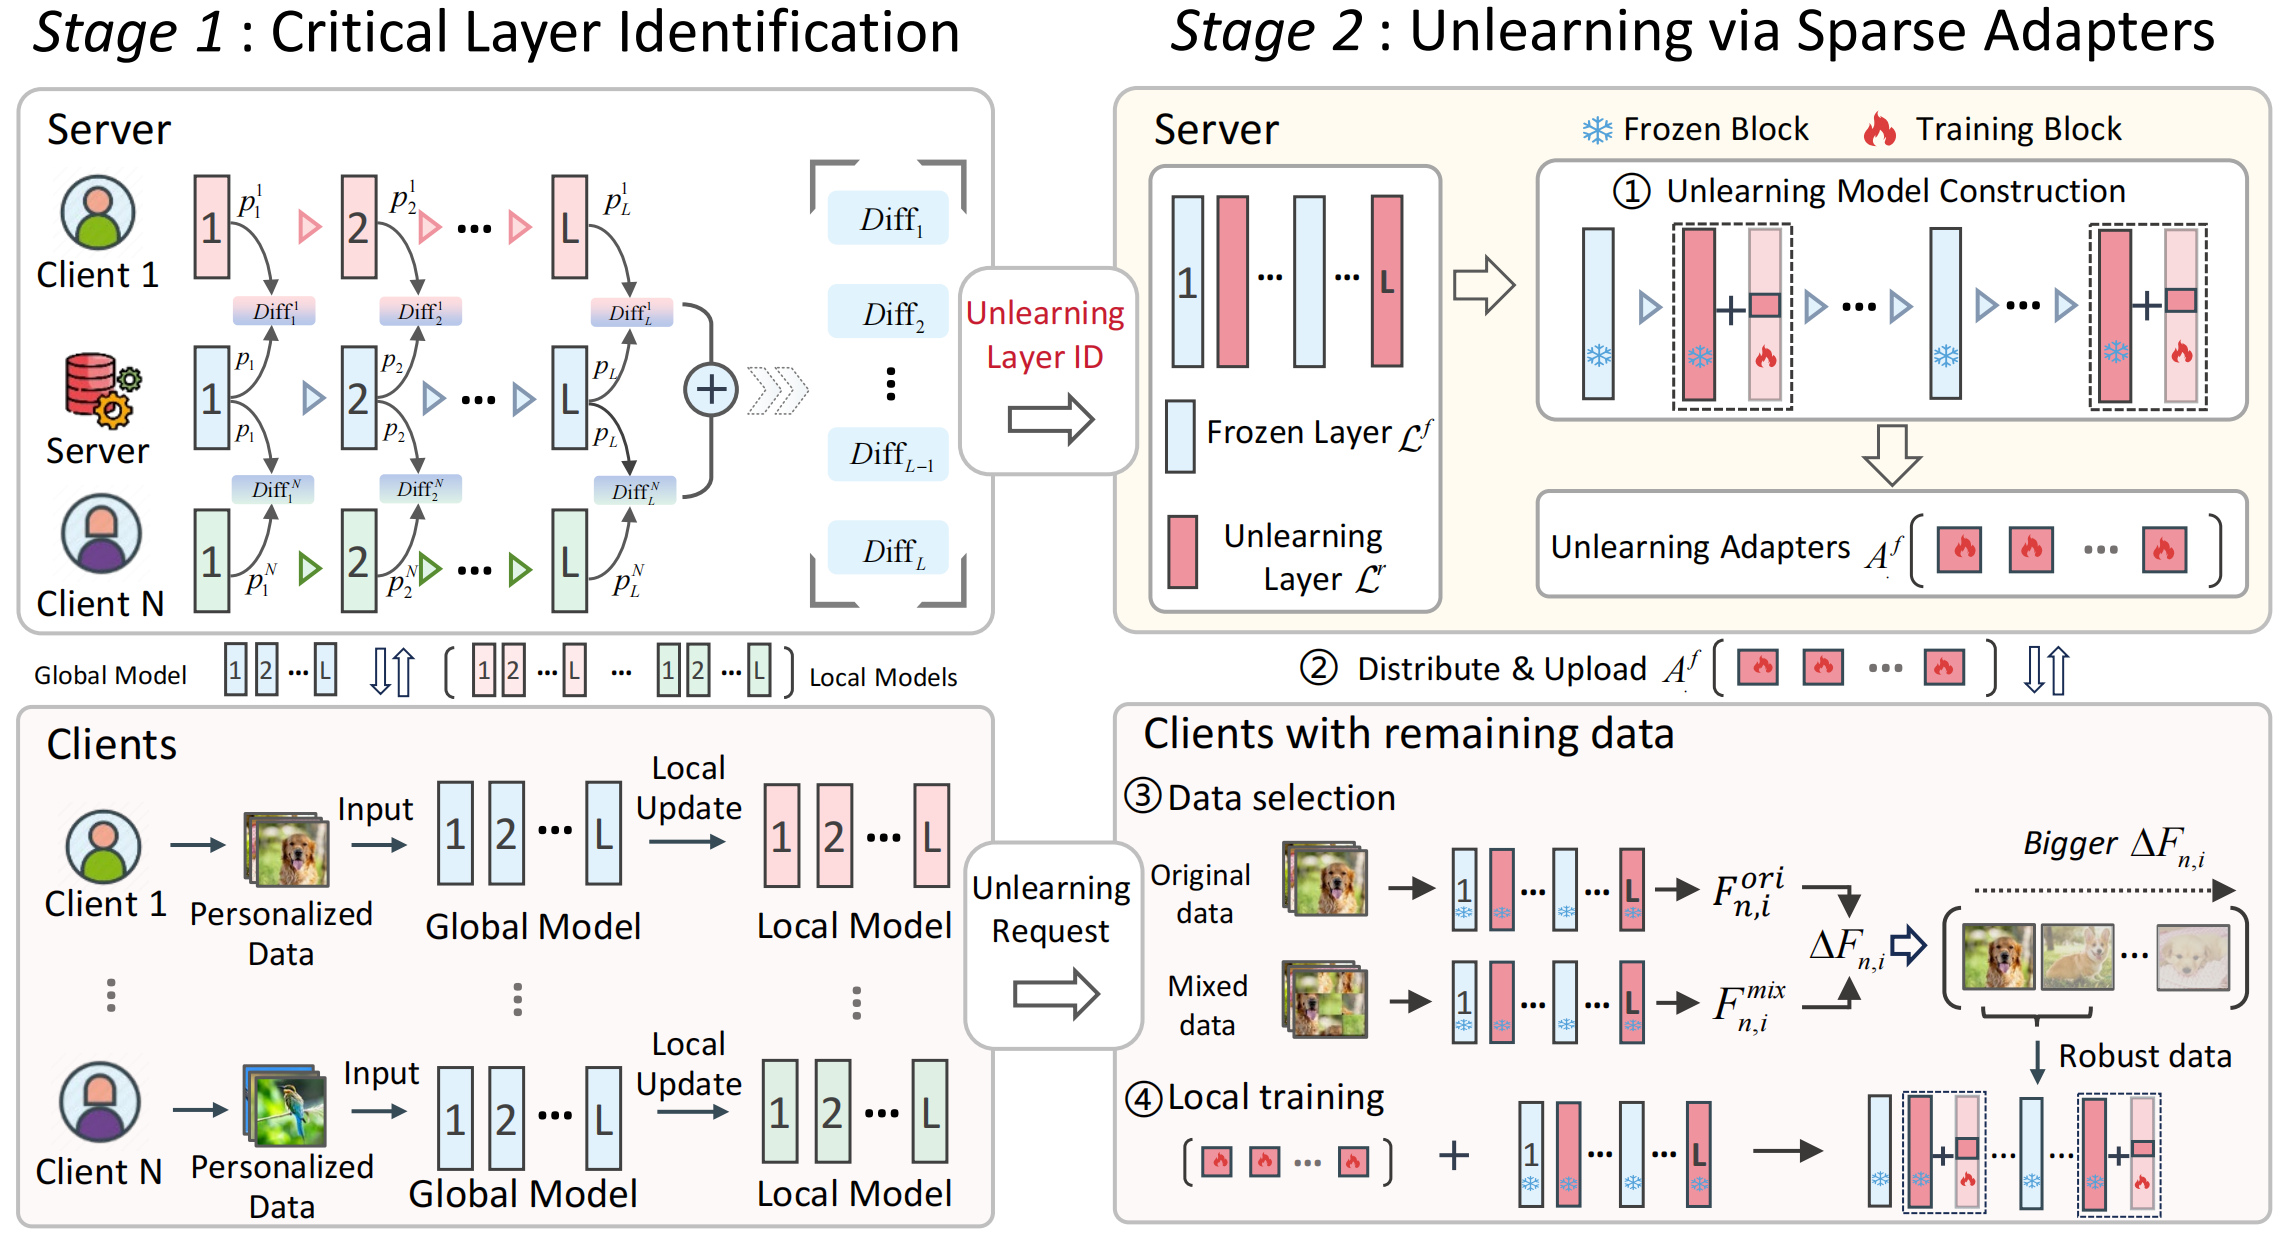 Stage 1 : Critical Layer Identification
Server
Client 1
1 p_1^1 2 p_2^1 ... L p_L^1
Diff_1^1 Diff_2^1 Diff_L^1
Server
p_1 p_2 p_L
1 2 ... L
p_1 p_2 p_L
+
Diff_1^N Diff_2^N Diff_L^N
Client N
1 p_1^N 2 p_2^N ... L p_L^N
Diff_1
Diff_2
Diff_{L-1}
Diff_L
Global Model 1 2 ... L
( 1 2 ... L ... 1 2 ... L ) Local Models
Clients
Client 1
Personalized
Data
Input
1 2 ... L
Global Model
Local
Update
1 2 ... L
Local Model
Client N
Personalized
Data
Input
1 2 ... L
Global Model
Local
Update
1 2 ... L
Local Model
Unlearning
Layer ID
Unlearning
Request
Stage 2 : Unlearning via Sparse Adapters
Server
Frozen Block
Training Block
1 ... ... L
Frozen Layer ℒ^f
Unlearning
Layer ℒ^r
① Unlearning Model Construction
+ ... ... +
Unlearning Adapters A^f ( ... )
② Distribute & Upload A^f ( ... )
Clients with remaining data
③ Data selection
Original
data
1 ... ... L
F_{n,i}^{ori}
Mixed
data
1 ... ... L
F_{n,i}^{mix}
ΔF_{n,i}
Bigger ΔF_{n,i}
( ... )
Robust data
④ Local training
( ... ) + 1 ... ... L
+ ... ... +